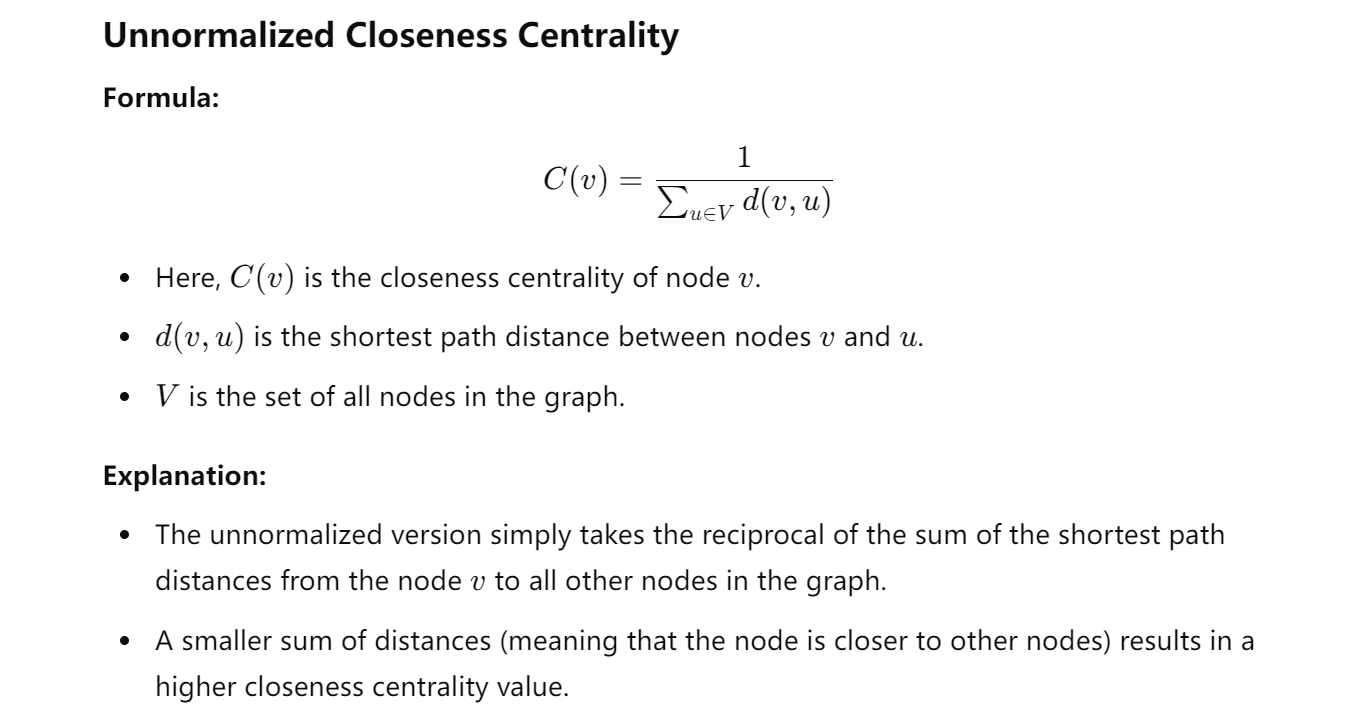 Unnormalized Closeness Centrality
Formula:
C(v) = 1 / ∑_{u∈V} d(v, u)
• Here, C(v) is the closeness centrality of node v.
• d(v, u) is the shortest path distance between nodes v and u.
• V is the set of all nodes in the graph.
Explanation:
• The unnormalized version simply takes the reciprocal of the sum of the shortest path
distances from the node v to all other nodes in the graph.
• A smaller sum of distances (meaning that the node is closer to other nodes) results in a
higher closeness centrality value.